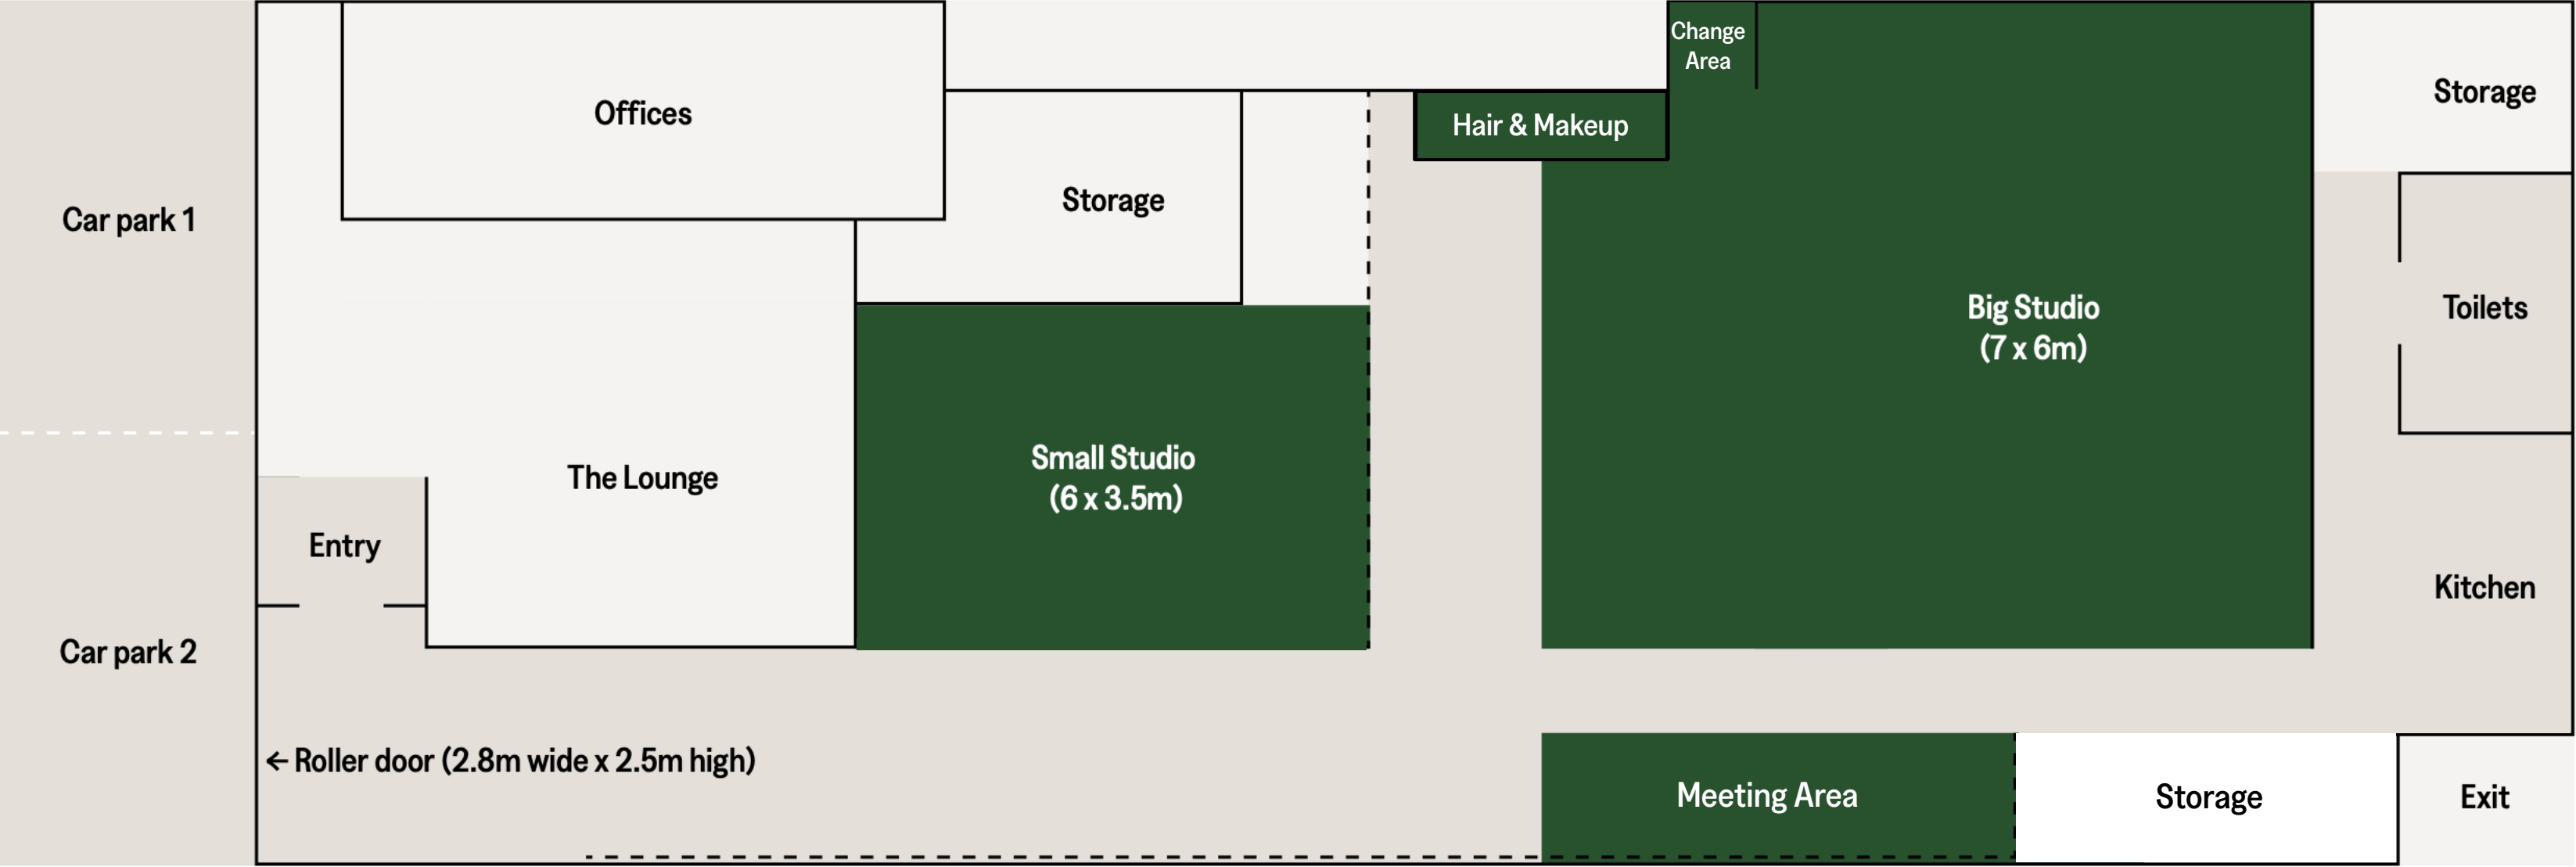 Change
Area
Offices
Hair & Makeup
Storage
Storage
Car park 1
Big Studio
(7 x 6m)
Toilets
The Lounge
Small Studio
(6 x 3.5m)
Entry
Kitchen
Car park 2
← Roller door (2.8m wide x 2.5m high)
Meeting Area
Storage
Exit